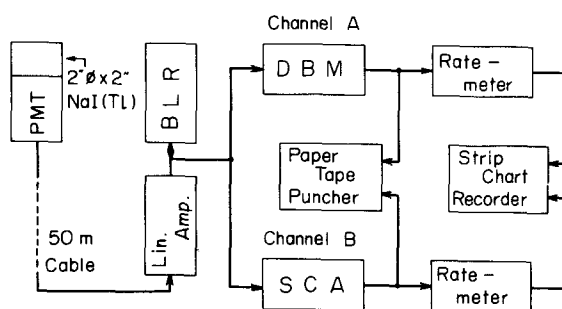 Channel A
2"ø x 2"
NaI(Tl)
PMT
B L R
D B M
Rate-
meter
Paper
Tape
Puncher
Strip
Chart
Recorder
Lin.
Amp.
50 m
Cable
Channel B
S C A
Rate-
meter